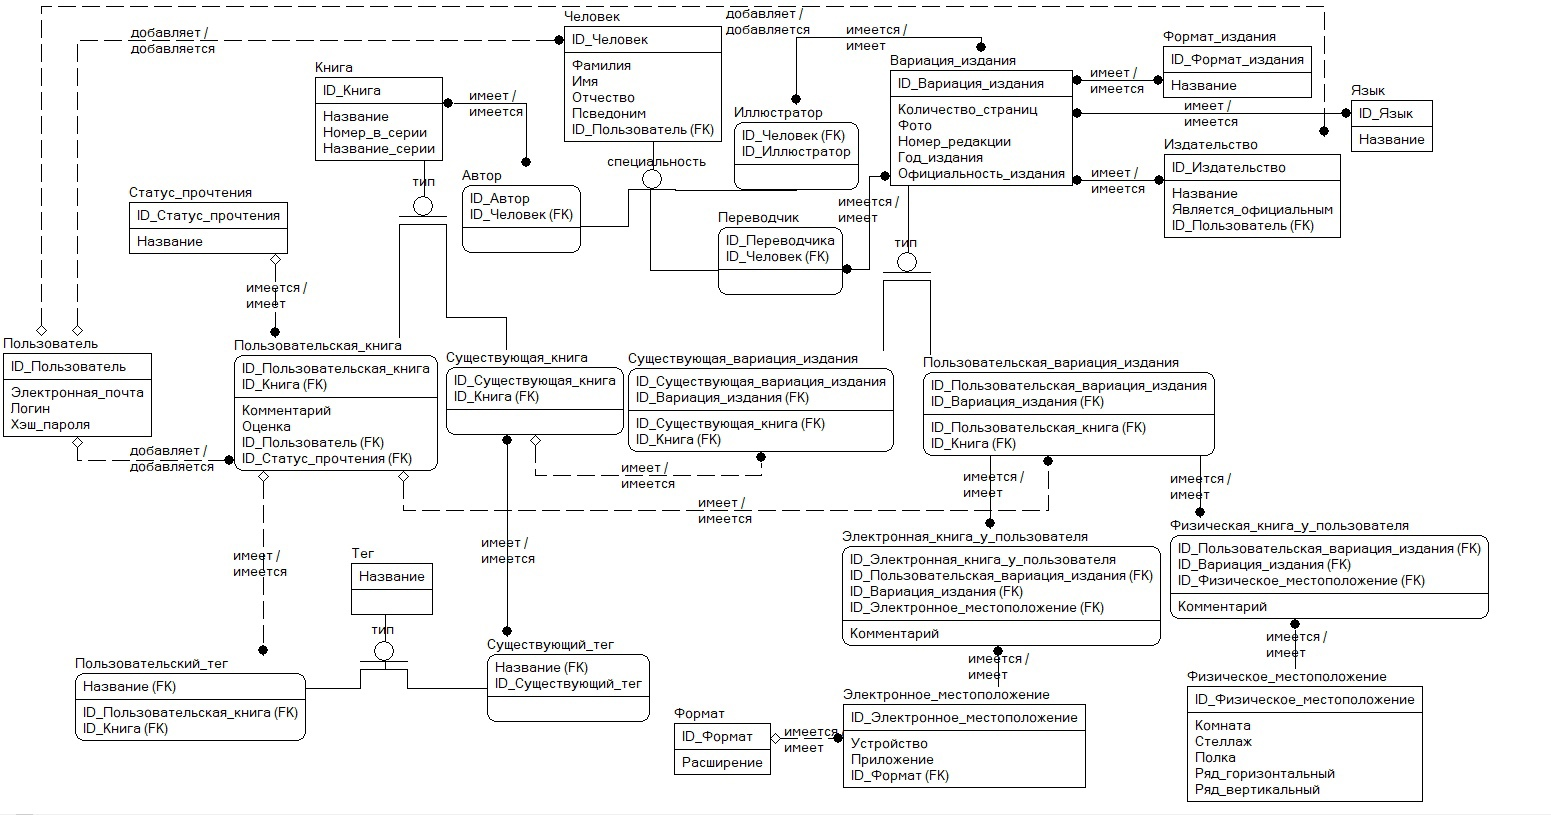 добавляет /
добавляется
добавляет /
добавляется
Человек
ID_Человек
Фамилия
Имя
Отчество
Псведоним
ID_Пользователь (FK)
специальность
Книга
ID_Книга
Название
Номер_в_серии
Название_серии
тип
имеет /
имеется
Автор
ID_Автор
ID_Человек (FK)
Иллюстратор
ID_Человек (FK)
ID_Иллюстратор
имеется /
имеет
Вариация_издания
ID_Вариация_издания
Количество_страниц
Фото
Номер_редакции
Год_издания
Официальность_издания
тип
Формат_издания
ID_Формат_издания
Название
имеет /
имеется
Язык
ID_Язык
Название
имеет /
имеется
Издательство
ID_Издательство
Название
Является_официальным
ID_Пользователь (FK)
имеет /
имеется
Переводчик
ID_Переводчика
ID_Человек (FK)
имеется /
имеет
Статус_прочтения
ID_Статус_прочтения
Название
имеется /
имеет
Пользователь
ID_Пользователь
Электронная_почта
Логин
Хэш_пароля
добавляет /
добавляется
Пользовательская_книга
ID_Пользовательская_книга
ID_Книга (FK)
Комментарий
Оценка
ID_Пользователь (FK)
ID_Статус_прочтения (FK)
Существующая_книга
ID_Существующая_книга
ID_Книга (FK)
Существующая_вариация_издания
ID_Существующая_вариация_издания
ID_Вариация_издания (FK)
ID_Существующая_книга (FK)
ID_Книга (FK)
имеет /
имеется
Пользовательская_вариация_издания
ID_Пользовательская_вариация_издания
ID_Вариация_издания (FK)
ID_Пользовательская_книга (FK)
ID_Книга (FK)
имеет /
имеется
имеется /
имеет
имеется /
имеет
Электронная_книга_у_пользователя
ID_Электронная_книга_у_пользователя
ID_Пользовательская_вариация_издания (FK)
ID_Вариация_издания (FK)
ID_Электронное_местоположение (FK)
Комментарий
Физическая_книга_у_пользователя
ID_Пользовательская_вариация_издания (FK)
ID_Вариация_издания (FK)
ID_Физическое_местоположение (FK)
Комментарий
имеет /
имеется
Тег
Название
тип
имеет /
имеется
Пользовательский_тег
Название (FK)
ID_Пользовательская_книга (FK)
ID_Книга (FK)
Существующий_тег
Название (FK)
ID_Существующий_тег
имеется /
имеет
имеется /
имеет
Формат
ID_Формат
Расширение
имеется
имеет
Электронное_местоположение
ID_Электронное_местоположение
Устройство
Приложение
ID_Формат (FK)
Физическое_местоположение
ID_Физическое_местоположение
Комната
Стеллаж
Полка
Ряд_горизонтальный
Ряд_вертикальный